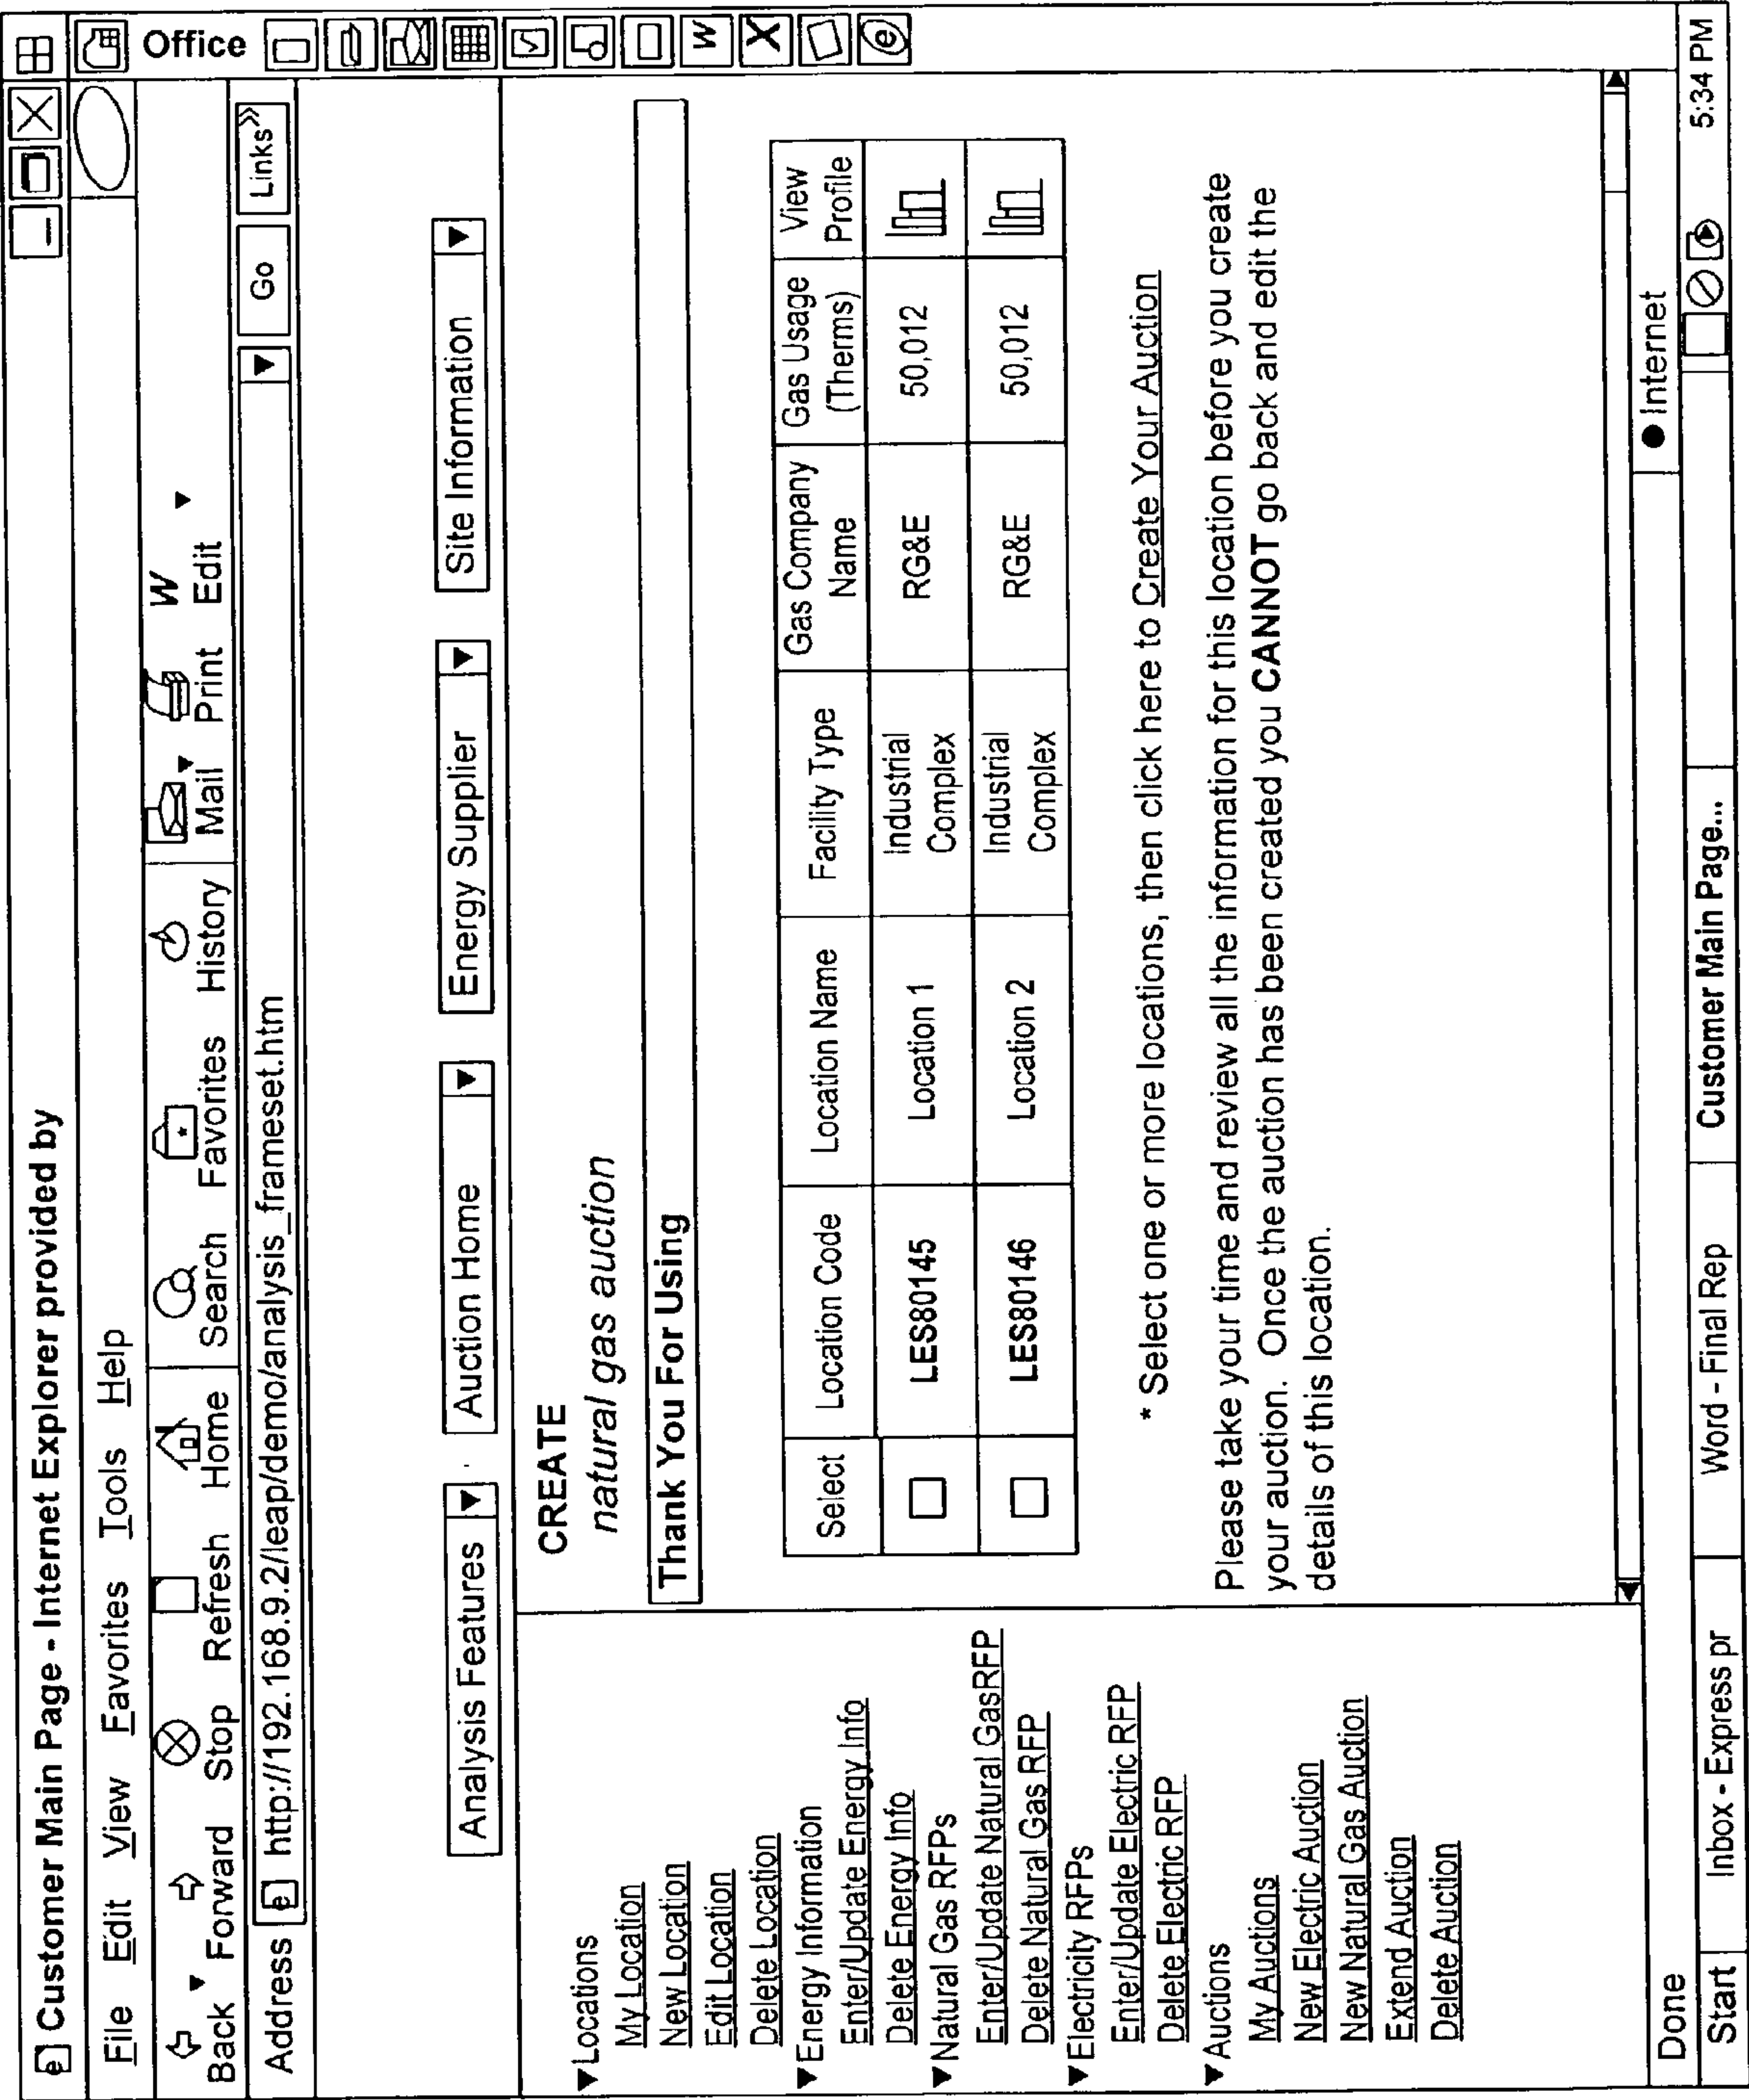 Customer Main Page - Internet Explorer provided by
File Edit View Favorites Tools Help
Back Forward Stop Refresh Home Search Favorites History Mail Print Edit
W
Address http://192.168.9.2/leap/demo/analysis_frameset.htm Go Links»
Office
W
X
e
Analysis Features Auction Home Energy Supplier Site Information
Locations
My Location
New Location
Edit Location
Delete Location
Energy Information
Enter/Update Energy Info
Delete Energy Info
Natural Gas RFPs
Enter/Update Natural GasRFP
Delete Natural Gas RFP
Electricity RFPs
Enter/Update Electric RFP
Delete Electric RFP
Auctions
My Auctions
New Electric Auction
New Natural Gas Auction
Extend Auction
Delete Auction
CREATE
natural gas auction
Thank You For Using
Select Location Code Location Name Facility Type Gas Company Name Gas Usage (Therms) View Profile
LES80145 Location 1 Industrial Complex RG&E 50,012
LES80146 Location 2 Industrial Complex RG&E 50,012
* Select one or more locations, then click here to Create Your Auction
Please take your time and review all the information for this location before you create
your auction. Once the auction has been created you CANNOT go back and edit the
details of this location.
Done Internet
Start Inbox - Express pr Word - Final Rep Customer Main Page... 5:34 PM